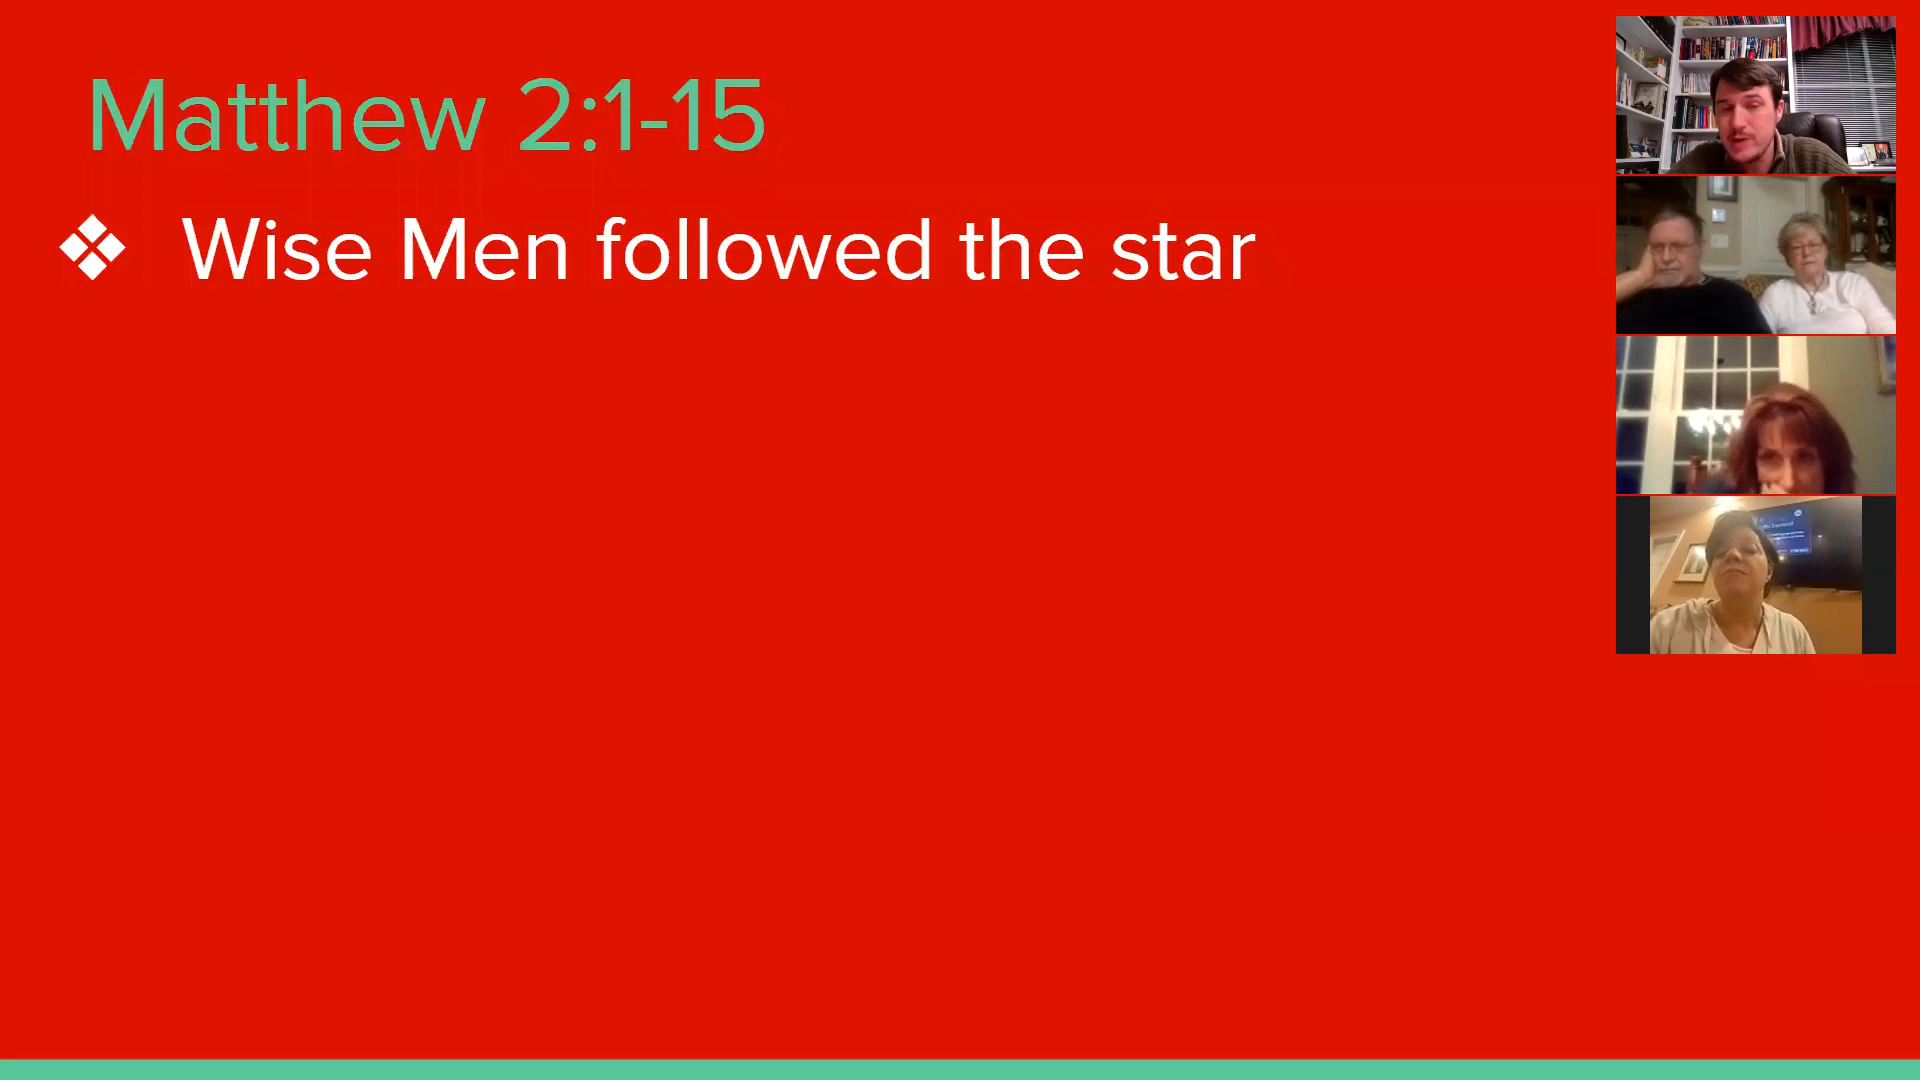 Matthew 2:1-15
❖ Wise Men followed the star